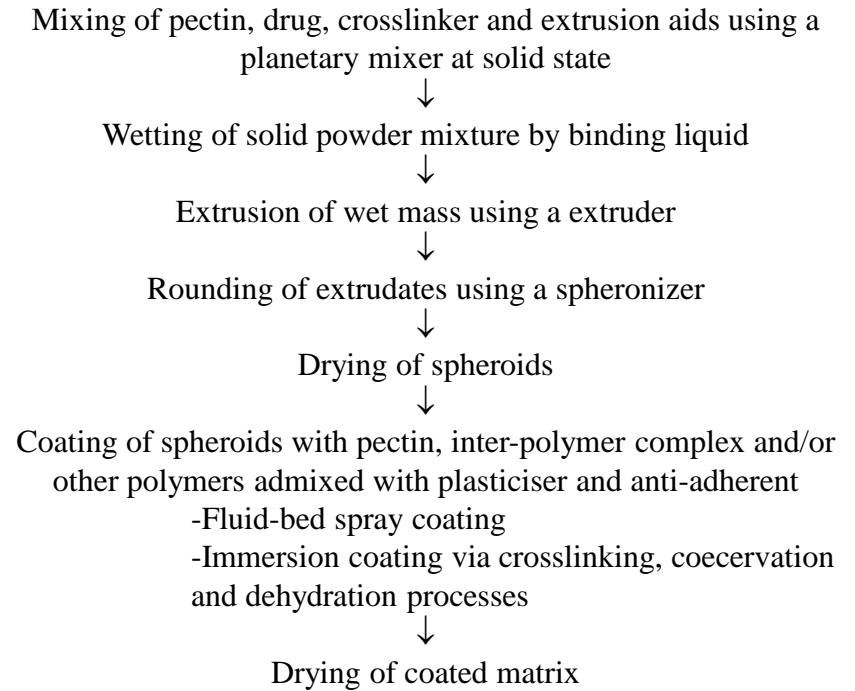 Mixing of pectin, drug, crosslinker and extrusion aids using a
planetary mixer at solid state
↓
Wetting of solid powder mixture by binding liquid
↓
Extrusion of wet mass using a extruder
↓
Rounding of extrudates using a spheronizer
↓
Drying of spheroids
↓
Coating of spheroids with pectin, inter-polymer complex and/or
other polymers admixed with plasticiser and anti-adherent
-Fluid-bed spray coating
-Immersion coating via crosslinking, coecervation
and dehydration processes
↓
Drying of coated matrix